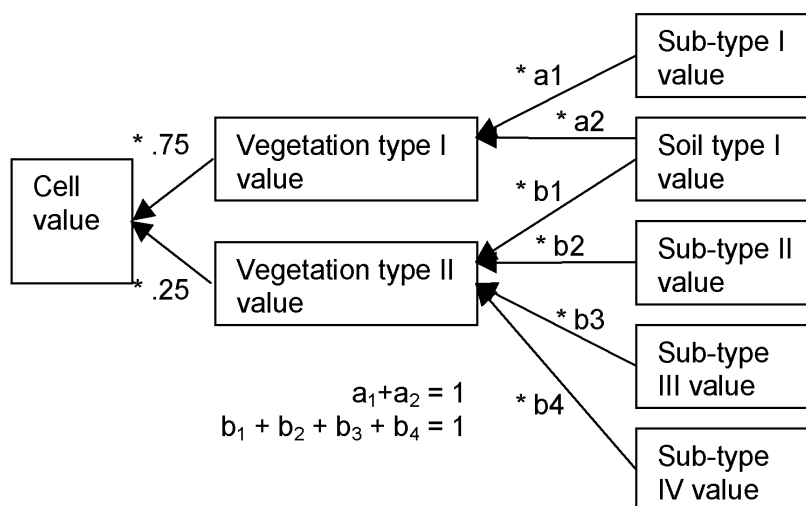 Cell
value
* .75
* .25
Vegetation type I
value
Vegetation type II
value
* a1
* a2
* b1
* b2
* b3
* b4
Sub-type I
value
Soil type I
value
Sub-type II
value
Sub-type
III value
Sub-type
IV value
a₁+a₂ = 1
b₁ + b₂ + b₃ + b₄ = 1